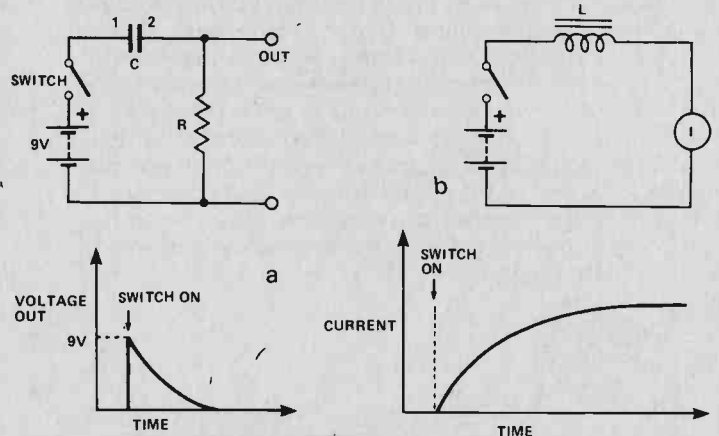 1 2
C
OUT
SWITCH
+
9V
R
L
+
I
b
a
VOLTAGE
OUT
SWITCH ON
9V
TIME
SWITCH
ON
CURRENT
TIME